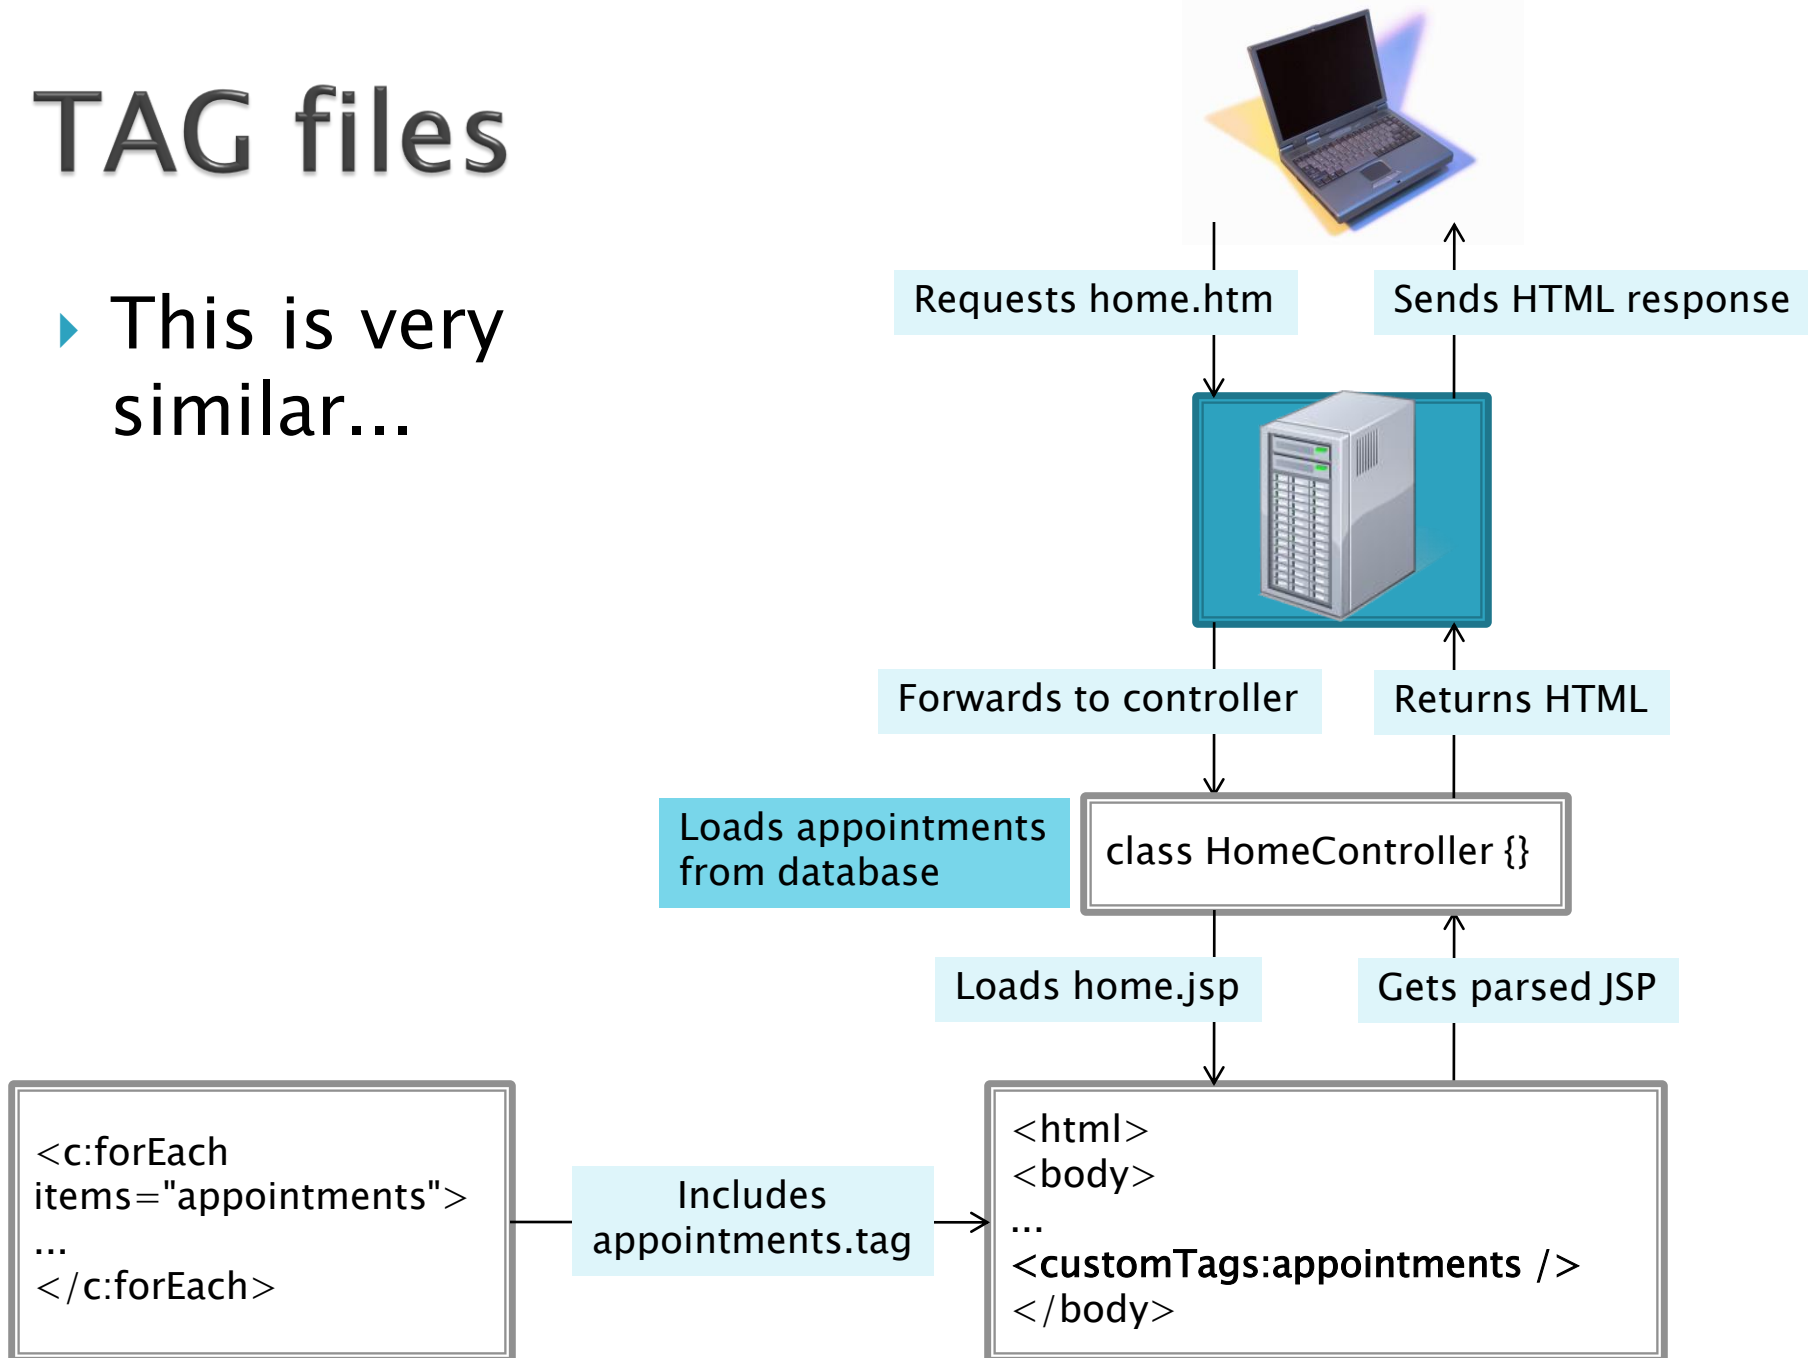 TAG files
This is very
similar...
Requests home.htm
Sends HTML response
Forwards to controller
Returns HTML
Loads appointments
from database
class HomeController {}
Loads home.jsp
Gets parsed JSP
<c:forEach
items="appointments">
...
</c:forEach>
Includes
appointments.tag
<html>
<body>
...
<customTags:appointments />
</body>